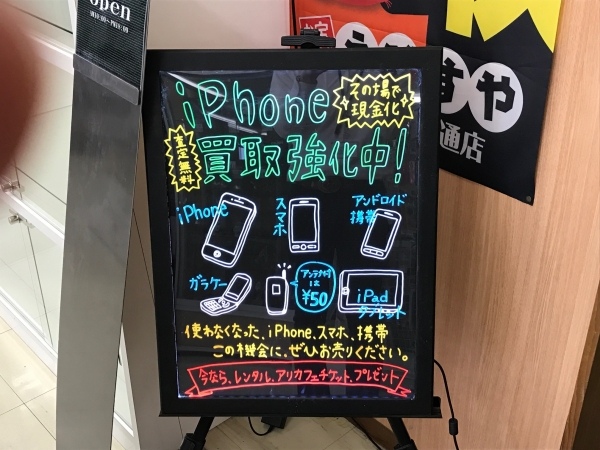 open
iPhone
その場で
現金化
査定無料
買取強化中!
iPhone
スマホ
アンドロイド
携帯
ガラケー
アンテナ付
は
¥50
iPad
タブレット
使わなくなった、iPhone、スマホ、携帯
この機会に、ぜひお売りください。
今なら、レンタル、アリカフェチケット、プレゼント
お宝
すや
通店